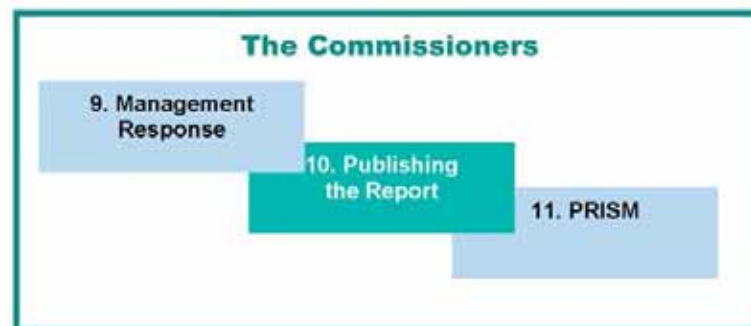 The Commissioners
9. Management
Response
10. Publishing
the Report
11. PRISM